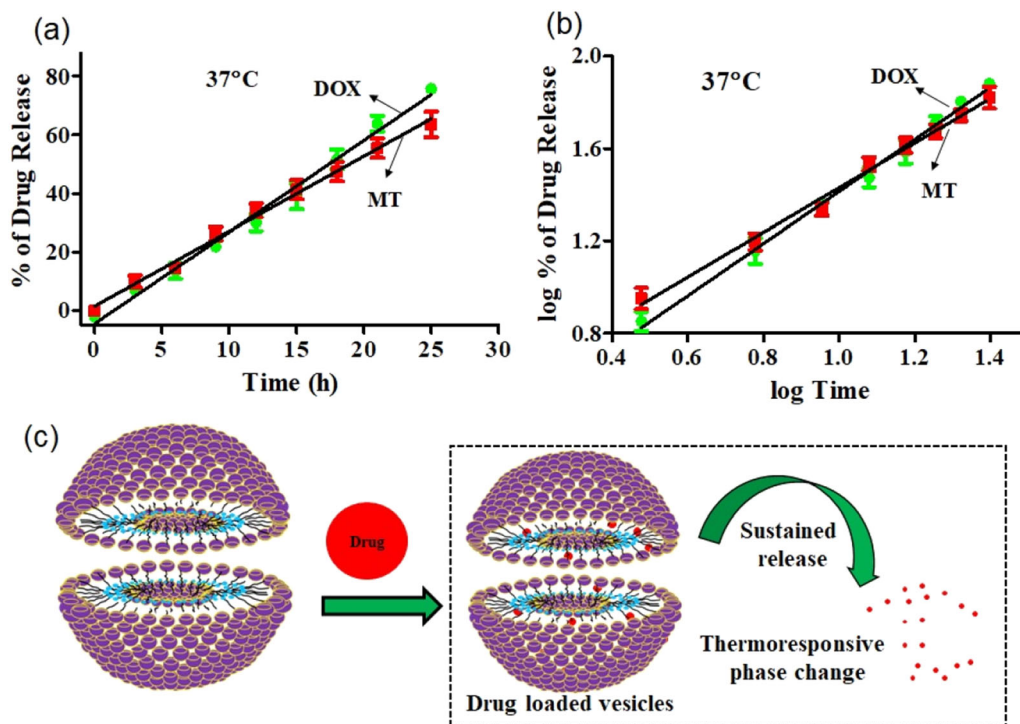 (a)
37°C
DOX
MT
% of Drug Release
80
60
40
20
0
0 5 10 15 20 25 30
Time (h)
(b)
37°C
DOX
MT
log % of Drug Release
2.0
1.6
1.2
0.8
0.4 0.6 0.8 1.0 1.2 1.4
log Time
(c)
Drug
Sustained
release
Thermoresponsive
phase change
Drug loaded vesicles